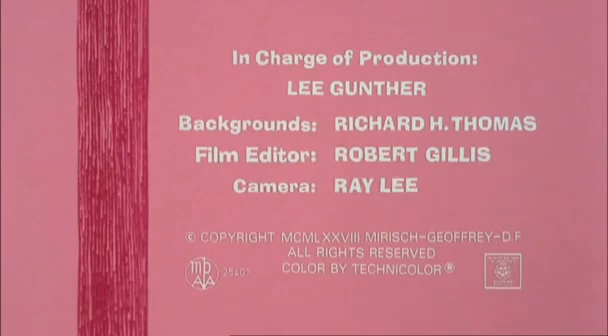 In Charge of Production:
LEE GUNTHER
Backgrounds: RICHARD H. THOMAS
Film Editor: ROBERT GILLIS
Camera: RAY LEE
© COPYRIGHT MCMLXXVIII MIRISCH-GEOFFREY-D.F.
ALL RIGHTS RESERVED
COLOR BY TECHNICOLOR®